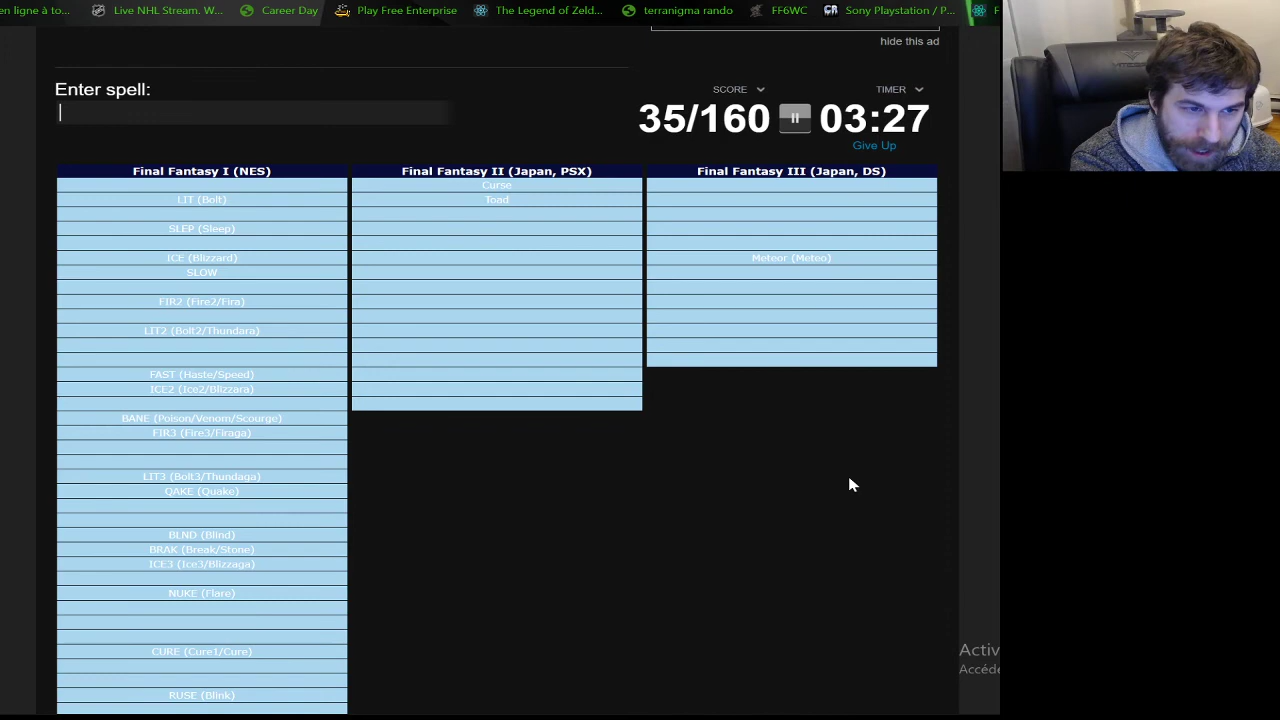 en ligne à to... Live NHL Stream. W... Career Day Play Free Enterprise The Legend of Zeld... terranigma rando FF6WC Sony Playstation / P... F
hide this ad
Enter spell:
SCORE TIMER
35/160 03:27
Give Up
Final Fantasy I (NES) Final Fantasy II (Japan, PSX) Final Fantasy III (Japan, DS)
Curse
LIT (Bolt) Toad
SLEP (Sleep)
ICE (Blizzard) Meteor (Meteo)
SLOW
FIR2 (Fire2/Fira)
LIT2 (Bolt2/Thundara)
FAST (Haste/Speed)
ICE2 (Ice2/Blizzara)
BANE (Poison/Venom/Scourge)
FIR3 (Fire3/Firaga)
LIT3 (Bolt3/Thundaga)
QAKE (Quake)
BLND (Blind)
BRAK (Break/Stone)
ICE3 (Ice3/Blizzaga)
NUKE (Flare)
CURE (Cure1/Cure)
Activ
Accéde
RUSE (Blink)